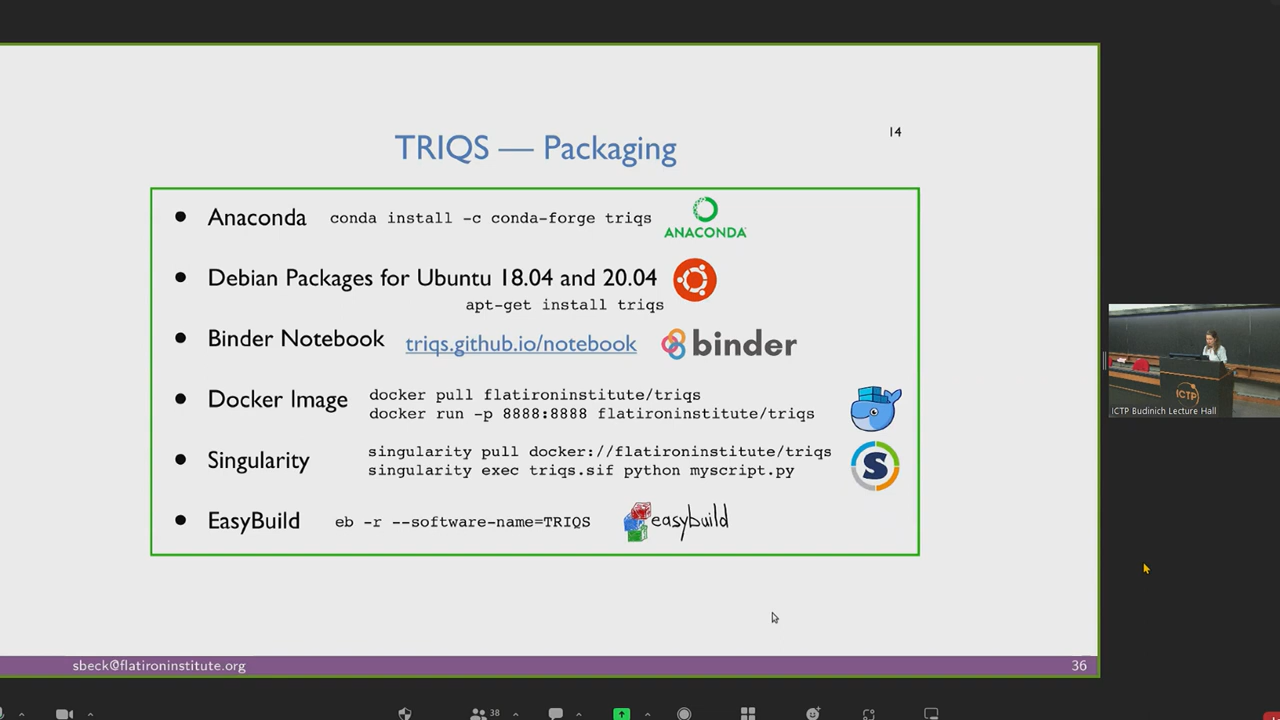 14
TRIQS — Packaging
• Anaconda conda install -c conda-forge triqs
ANACONDA
• Debian Packages for Ubuntu 18.04 and 20.04
apt-get install triqs
• Binder Notebook triqs.github.io/notebook binder
• Docker Image docker pull flatironinstitute/triqs
docker run -p 8888:8888 flatironinstitute/triqs
• Singularity singularity pull docker://flatironinstitute/triqs
singularity exec triqs.sif python myscript.py
S
• EasyBuild eb -r --software-name=TRIQS easybuild
ICTP
ICTP Budinich Lecture Hall
sbeck@flatironinstitute.org 36
38